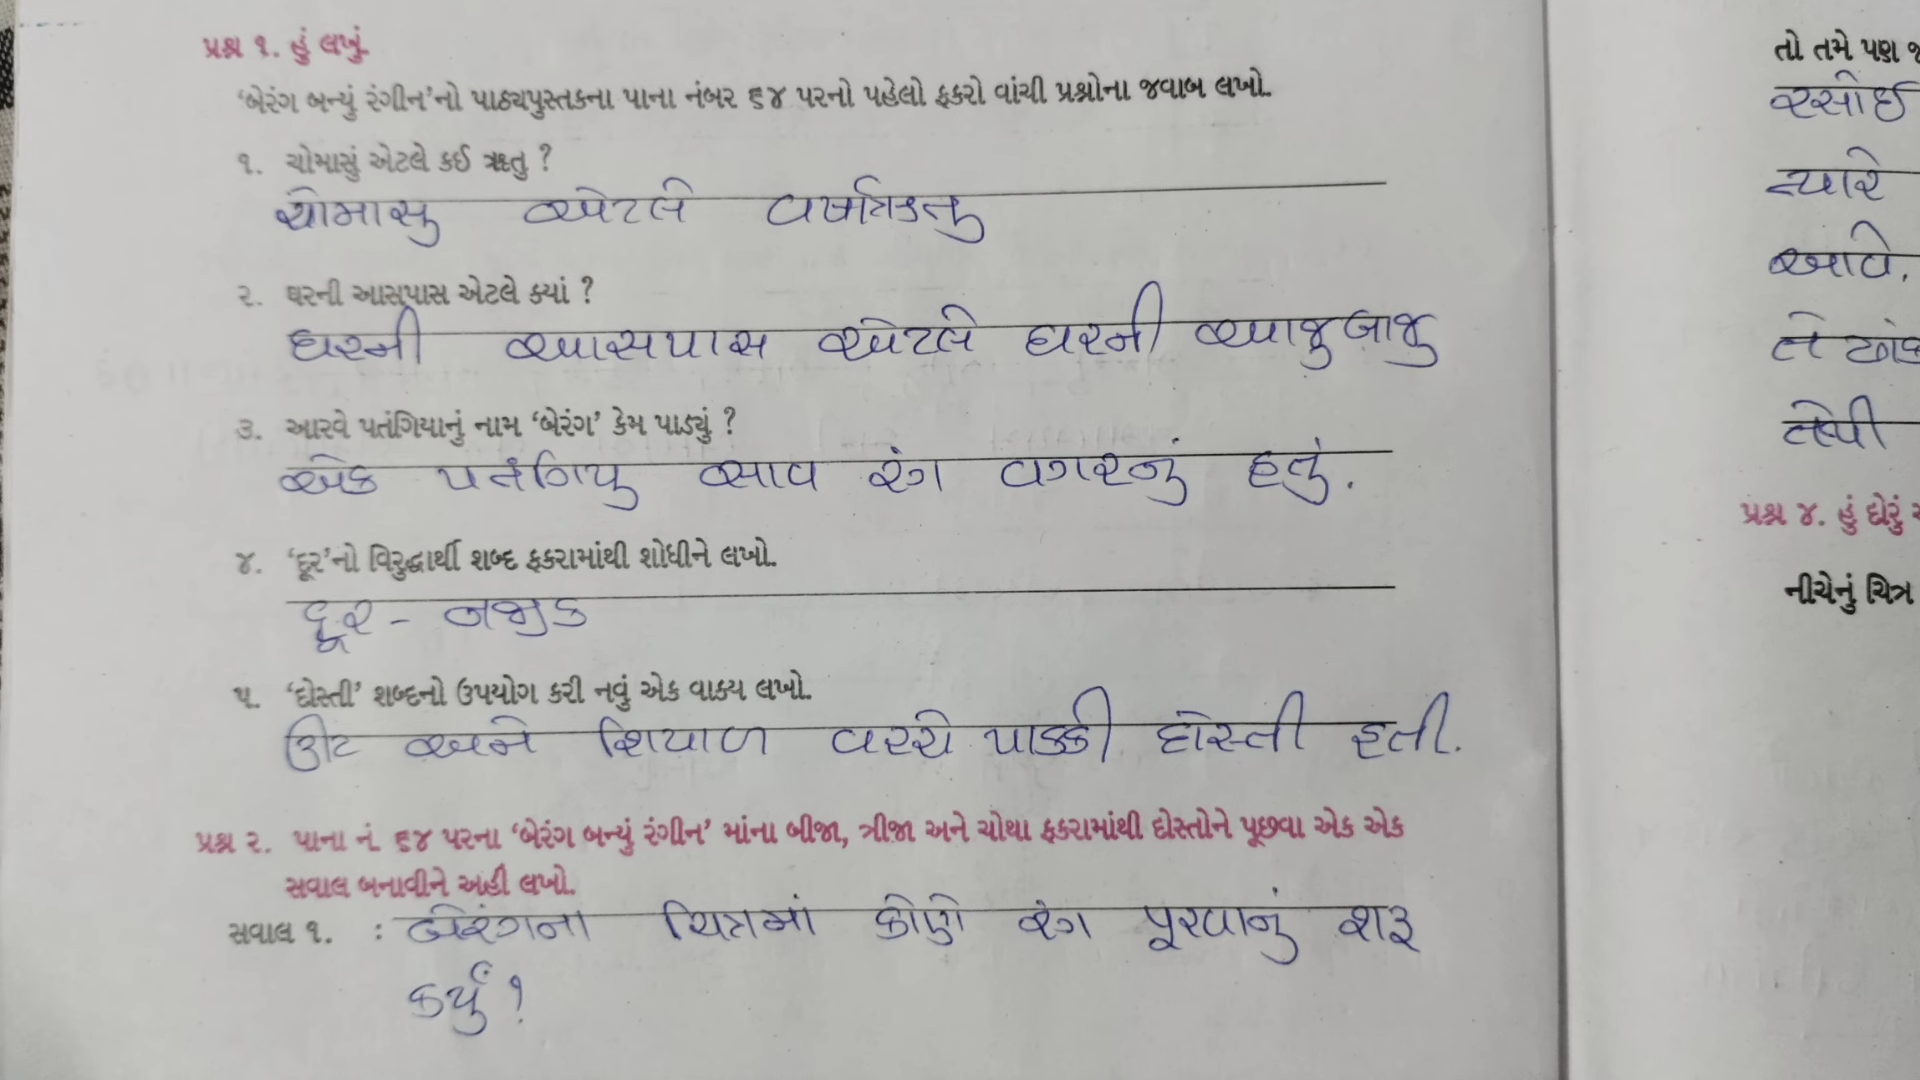 પ્રશ્ન ૧. હું લખું.
'બેરંગ બન્યું રંગીન'નો પાઠ્યપુસ્તકના પાના નંબર ૬૪ પરનો પહેલો ફકરો વાંચી પ્રશ્નોના જવાબ લખો.
૧. ચોમાસું એટલે કઈ ઋતુ ?
ચોમાસુ એટલે
૨. ઘરની આસપાસ એટલે ક્યાં ?
ઘરની આસપાસ એટલે ઘરની આજુબાજુ
૩. આરવે પતંગિયાનું નામ 'બેરંગ' કેમ પાડ્યું ?
એક પતંગિયુ સાવ રંગ વગરનું હતું.
૪. 'દૂર'નો વિરુદ્ધાર્થી શબ્દ ફકરામાંથી શોધીને લખો.
દૂર - નજીક
૫. 'દોસ્તી' શબ્દનો ઉપયોગ કરી નવું એક વાક્ય લખો.
ઊંટ અને શિયાળ વચ્ચે પાક્કી દોસ્તી હતી.
પ્રશ્ન ૨. પાના નં. ૬૪ પરના 'બેરંગ બન્યું રંગીન' માંના બીજા, ત્રીજા અને ચોથા ફકરામાંથી દોસ્તોને પૂછવા એક એક
સવાલ બનાવીને અહીં લખો.
સવાલ ૧. : બેરંગના ચિત્રમાં કોણે રંગ પૂરવાનું શરૂ
કર્યું ?
તો તમે પણ
રસોઈ
ત્યારે
આવે.
તે
પ્રશ્ન ૪. હું દોરું
નીચેનું ચિત્ર